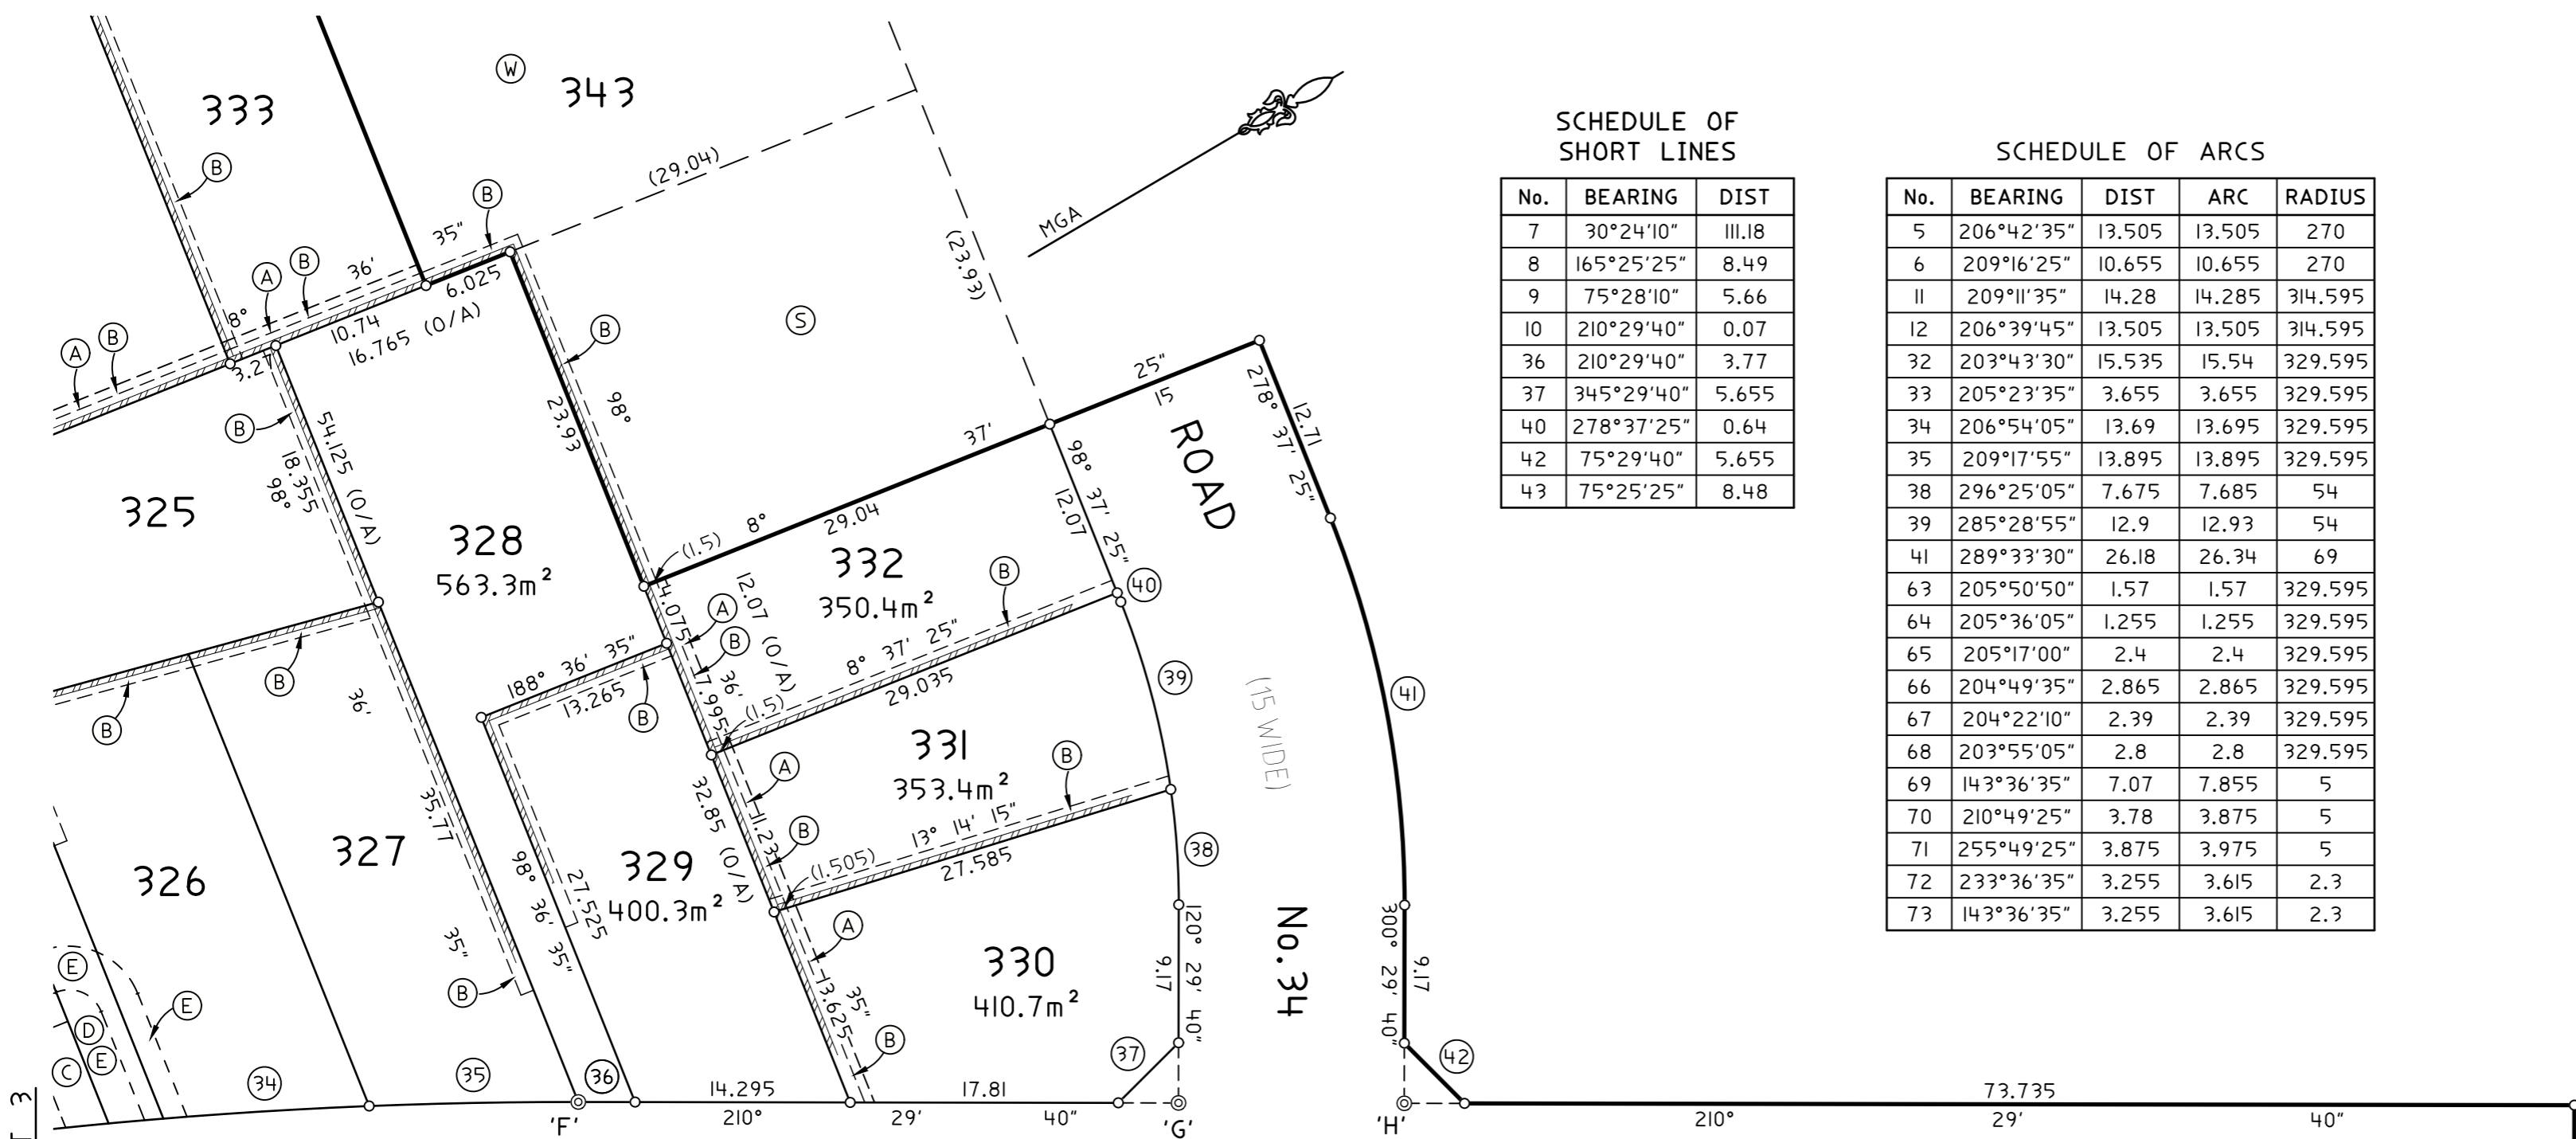 333
343
W
B
(29.04)
B
MGA
35"
36'
B
A
8°
6.025
10.74
16.765 (O/A)
3.27
A
B
B
54.125 (O/A)
18.355
98°
325
328
563.3m²
23.93
98°
B
S
(23.93)
37'
25"
15
8°
29.04
(1.5)
ROAD
278° 37' 25"
12.71
98° 37' 25"
12.07
332
350.4m²
B
40
4.075
A
B
12.07 (O/A)
36'
7.995
(1.5)
8° 37' 25"
29.035
188° 36' 35"
13.265
B
B
B
36'
39
41
(15 WIDE)
331
353.4m²
B
A
B
32.85 (O/A)
11.23
(1.505)
13° 14' 15"
27.585
38
326
327
35.77
35"
B
98° 36' 35"
27.525
329
400.3m²
A
330
410.7m²
13.625
35"
B
120° 29' 40"
9.17
No.34
300° 29' 40"
9.17
E
E
D
E
C
34
35
36
37
42
14.295
17.81
210° 29' 40"
'F'
'G'
'H'
73.735
210° 29' 40"
SCHEDULE OF
SHORT LINES
No. BEARING DIST
7 30°24'10" 111.18
8 165°25'25" 8.49
9 75°28'10" 5.66
10 210°29'40" 0.07
36 210°29'40" 3.77
37 345°29'40" 5.655
40 278°37'25" 0.64
42 75°29'40" 5.655
43 75°25'25" 8.48
SCHEDULE OF ARCS
No. BEARING DIST ARC RADIUS
5 206°42'35" 13.505 13.505 270
6 209°16'25" 10.655 10.655 270
11 209°11'35" 14.28 14.285 314.595
12 206°39'45" 13.505 13.505 314.595
32 203°43'30" 15.535 15.54 329.595
33 205°23'35" 3.655 3.655 329.595
34 206°54'05" 13.69 13.695 329.595
35 209°17'55" 13.895 13.895 329.595
38 296°25'05" 7.675 7.685 54
39 285°28'55" 12.9 12.93 54
41 289°33'30" 26.18 26.34 69
63 205°50'50" 1.57 1.57 329.595
64 205°36'05" 1.255 1.255 329.595
65 205°17'00" 2.4 2.4 329.595
66 204°49'35" 2.865 2.865 329.595
67 204°22'10" 2.39 2.39 329.595
68 203°55'05" 2.8 2.8 329.595
69 143°36'35" 7.07 7.855 5
70 210°49'25" 3.78 3.875 5
71 255°49'25" 3.875 3.975 5
72 233°36'35" 3.255 3.615 2.3
73 143°36'35" 3.255 3.615 2.3